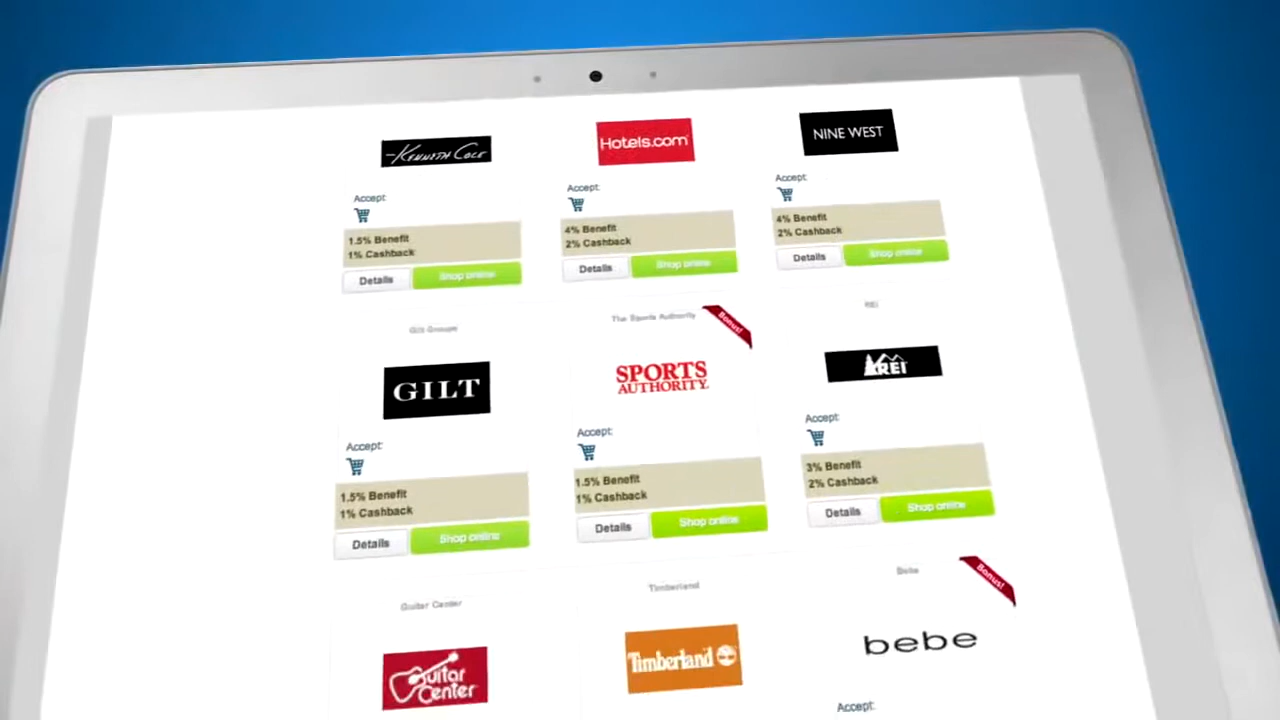 KENNETH COLE
Hotels.com
NINE WEST
Accept:
Accept:
Accept:
1.5% Benefit
1% Cashback
4% Benefit
2% Cashback
4% Benefit
2% Cashback
Details
Shop online
Details
Shop online
Details
Shop online
Gilt Groupe
The Sports Authority
Bonus!
REI
GILT
SPORTS
AUTHORITY
REI
Accept:
Accept:
Accept:
1.5% Benefit
1% Cashback
1.5% Benefit
1% Cashback
3% Benefit
2% Cashback
Details
Shop online
Details
Shop online
Details
Shop online
Guitar Center
Timberland
Bebe
Bonus!
Guitar
Center
Timberland
bebe
Accept: